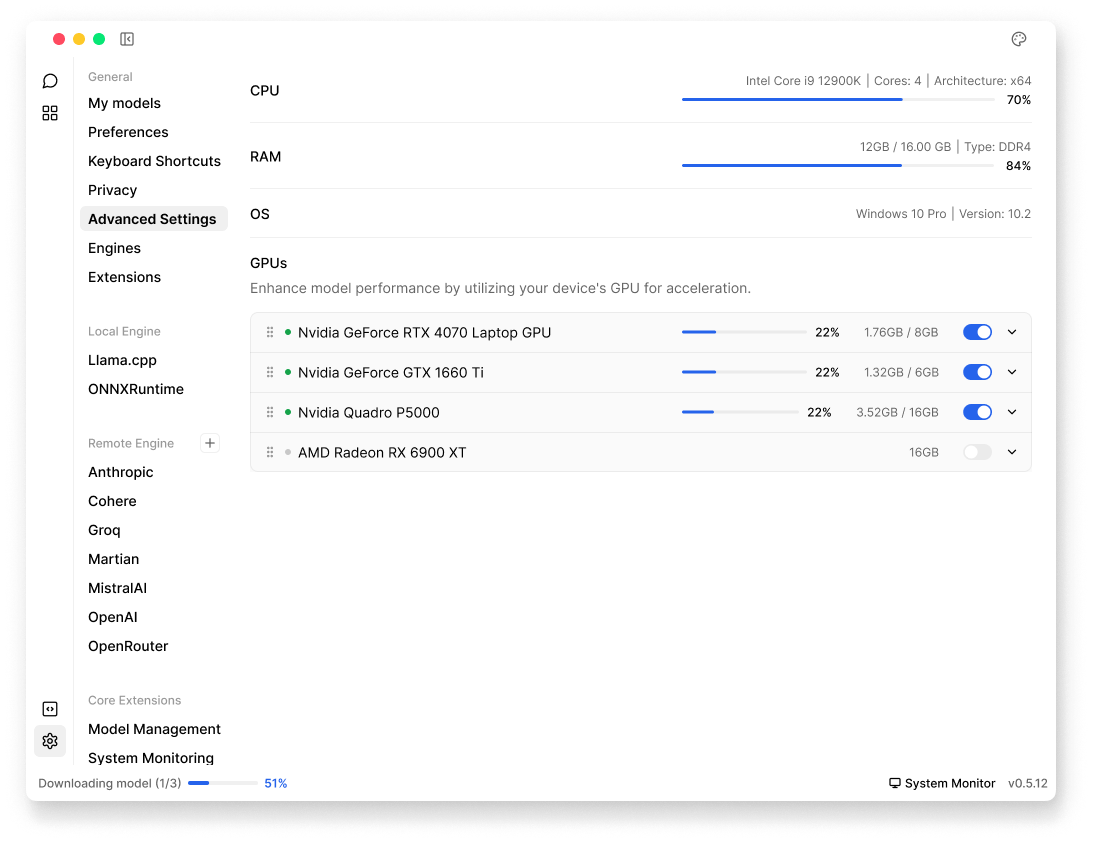 General
My models
Preferences
Keyboard Shortcuts
Privacy
Advanced Settings
Engines
Extensions
Local Engine
Llama.cpp
ONNXRuntime
Remote Engine
Anthropic
Cohere
Groq
Martian
MistralAI
OpenAI
OpenRouter
Core Extensions
Model Management
System Monitoring
CPU
Intel Core i9 12900K | Cores: 4 | Architecture: x64
70%
RAM
12GB / 16.00 GB | Type: DDR4
84%
OS
Windows 10 Pro | Version: 10.2
GPUs
Enhance model performance by utilizing your device's GPU for acceleration.
Nvidia GeForce RTX 4070 Laptop GPU 22% 1.76GB / 8GB
Nvidia GeForce GTX 1660 Ti 22% 1.32GB / 6GB
Nvidia Quadro P5000 22% 3.52GB / 16GB
AMD Radeon RX 6900 XT 16GB
Downloading model (1/3) 51%
System Monitor v0.5.12